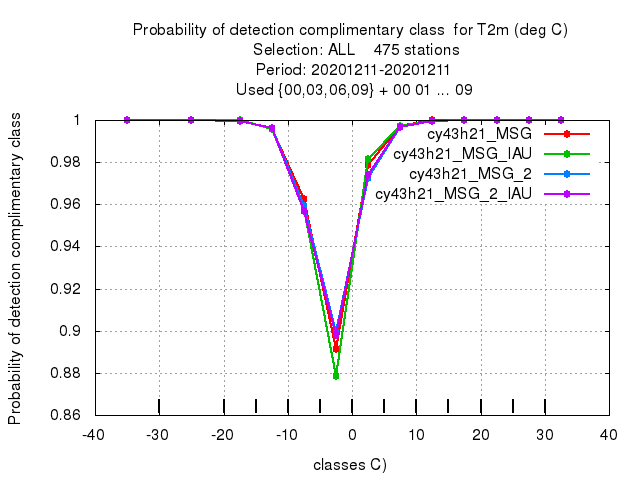 Probability of detection complimentary class  for T2m (deg C)
Selection: ALL    475 stations
Period: 20201211-20201211
Used {00,03,06,09} + 00 01 ... 09
Probability of detection complimentary class
1
0.98
0.96
0.94
0.92
0.9
0.88
0.86
cy43h21_MSG
cy43h21_MSG_IAU
cy43h21_MSG_2
cy43h21_MSG_2_IAU
-40 -30 -20 -10 0 10 20 30 40
classes C)